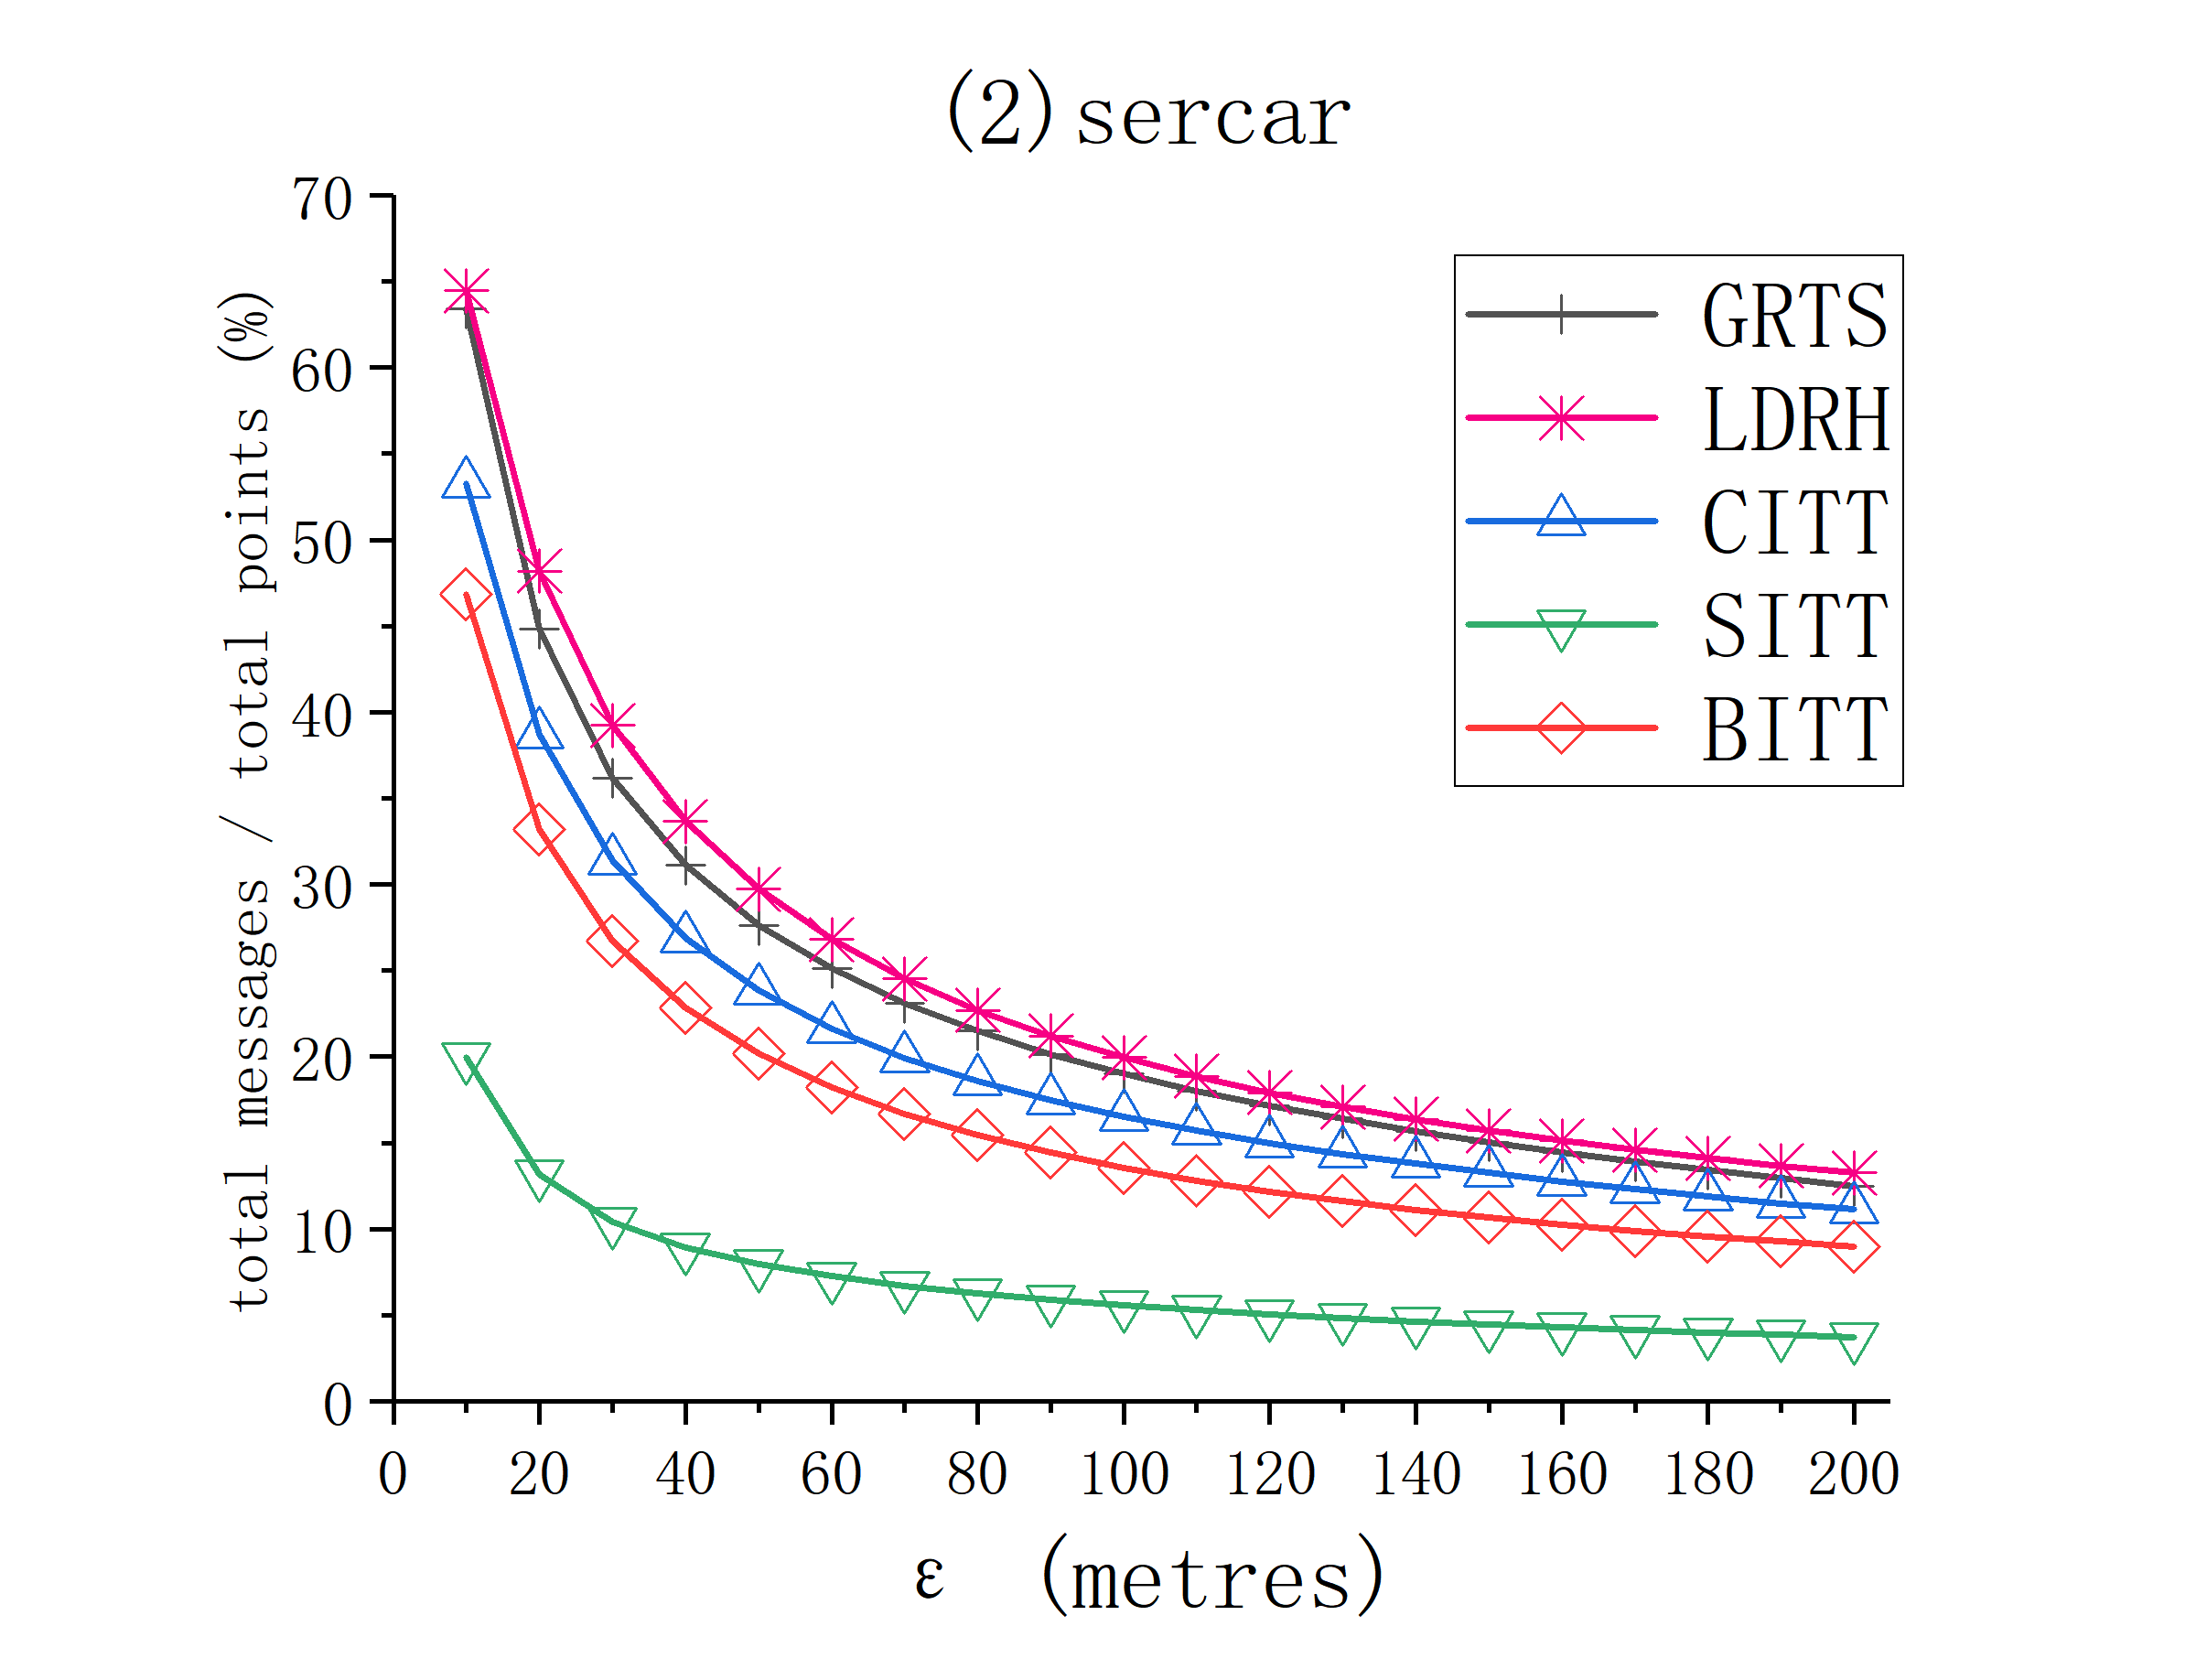 (2)sercar
total messages / total points (%)
70
60
50
40
30
20
10
0
0 20 40 60 80 100 120 140 160 180 200
ε (metres)
GRTS
LDRH
CITT
SITT
BITT